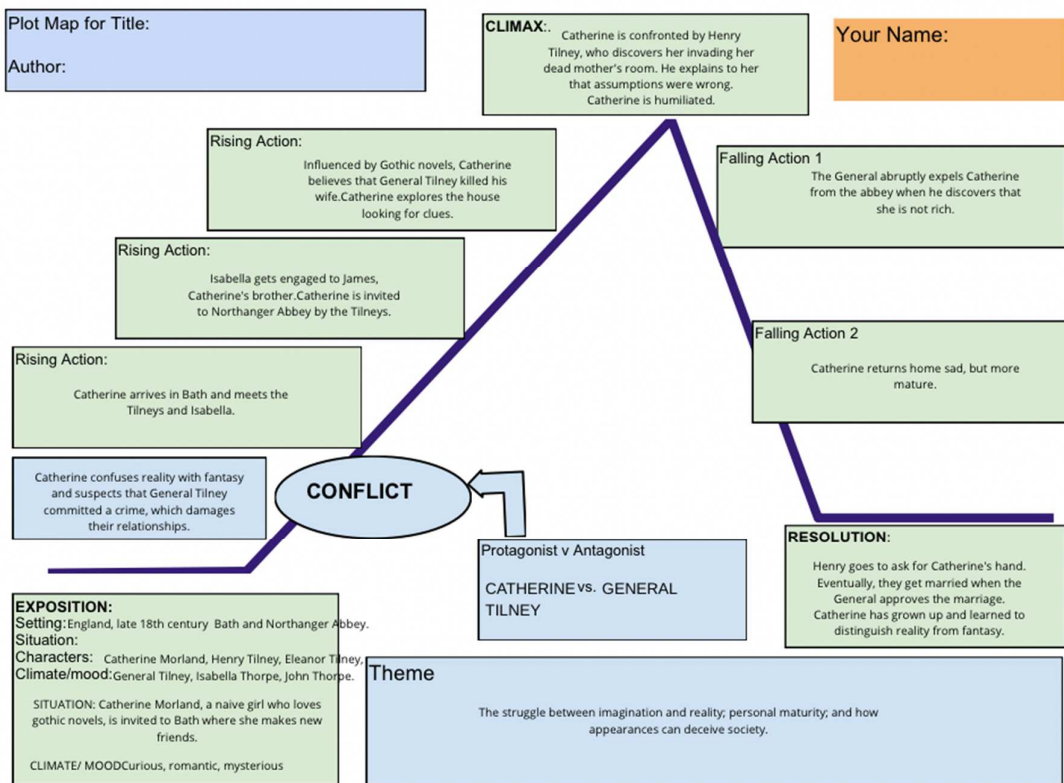 Plot Map for Title:
Author:
CLIMAX:.
Catherine is confronted by Henry
Tilney, who discovers her invading her
dead mother's room. He explains to her
that assumptions were wrong.
Catherine is humiliated.
Your Name:
Rising Action:
Influenced by Gothic novels, Catherine
believes that General Tilney killed his
wife.Catherine explores the house
looking for clues.
Falling Action 1
The General abruptly expels Catherine
from the abbey when he discovers that
she is not rich.
Rising Action:
Isabella gets engaged to James,
Catherine's brother.Catherine is invited
to Northanger Abbey by the Tilneys.
Falling Action 2
Catherine returns home sad, but more
mature.
Rising Action:
Catherine arrives in Bath and meets the
Tilneys and Isabella.
Catherine confuses reality with fantasy
and suspects that General Tilney
committed a crime, which damages
their relationships.
CONFLICT
Protagonist v Antagonist
CATHERINE vs. GENERAL
TILNEY
RESOLUTION:
Henry goes to ask for Catherine's hand.
Eventually, they get married when the
General approves the marriage.
Catherine has grown up and learned to
distinguish reality from fantasy.
EXPOSITION:
Setting: England, late 18th century Bath and Northanger Abbey.
Situation:
Characters: Catherine Morland, Henry Tilney, Eleanor Tilney,
Climate/mood: General Tilney, Isabella Thorpe, John Thorpe.
SITUATION: Catherine Morland, a naive girl who loves
gothic novels, is invited to Bath where she makes new
friends.
CLIMATE/ MOODCurious, romantic, mysterious
Theme
The struggle between imagination and reality; personal maturity; and how
appearances can deceive society.